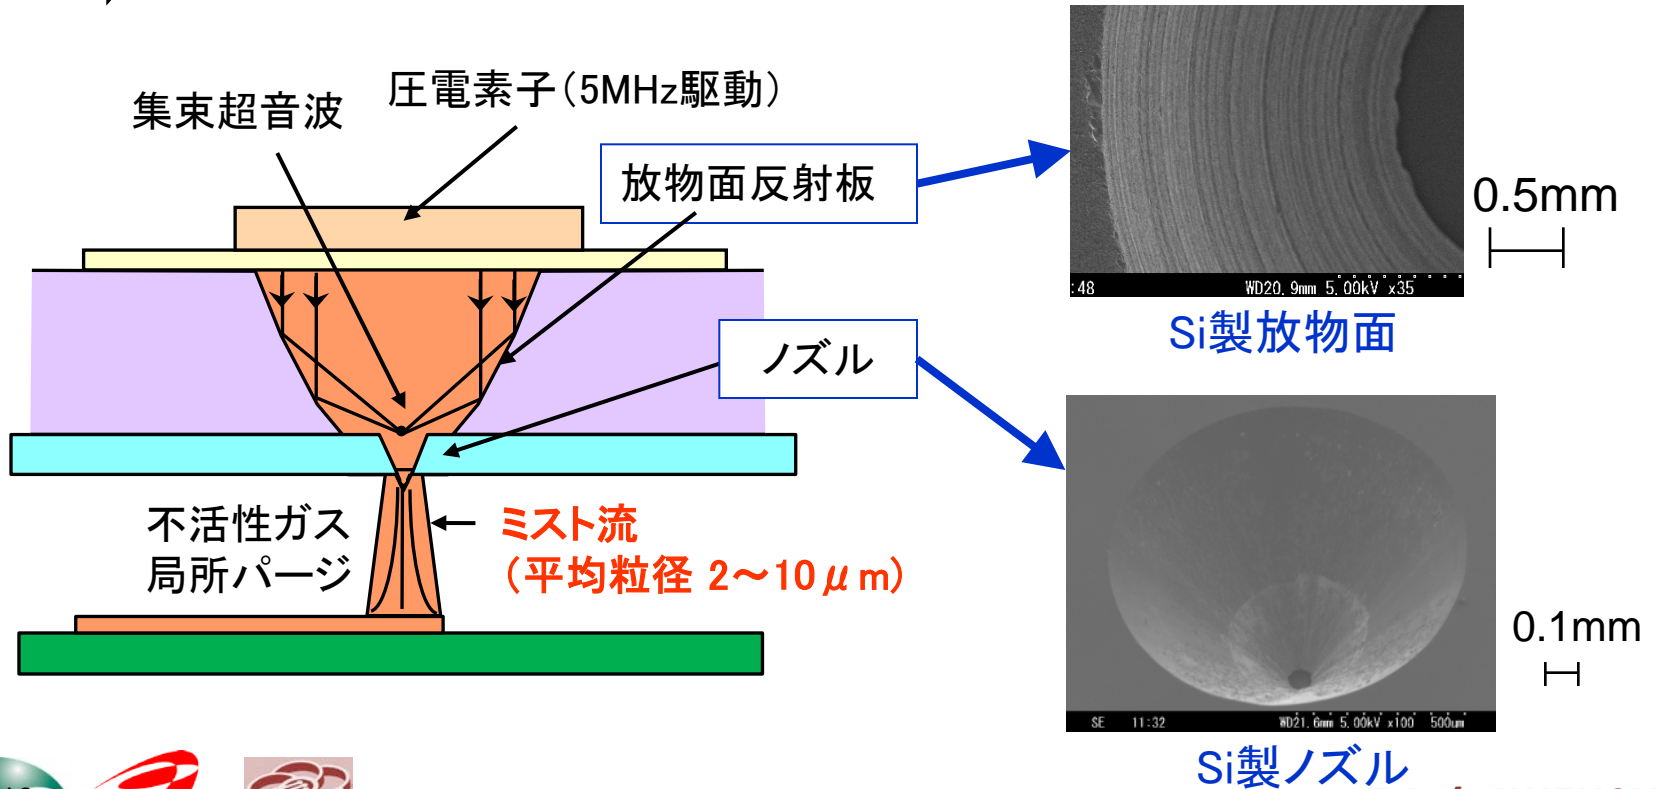 集束超音波
圧電素子（5MHz駆動）
放物面反射板
ノズル
不活性ガス
局所パージ
ミスト流
（平均粒径 2～10μm）
:48 WD20.9mm 5.00kV x35
0.5mm
Si製放物面
SE 11:32 WD21.6mm 5.00kV x100 500um
0.1mm
Si製ノズル